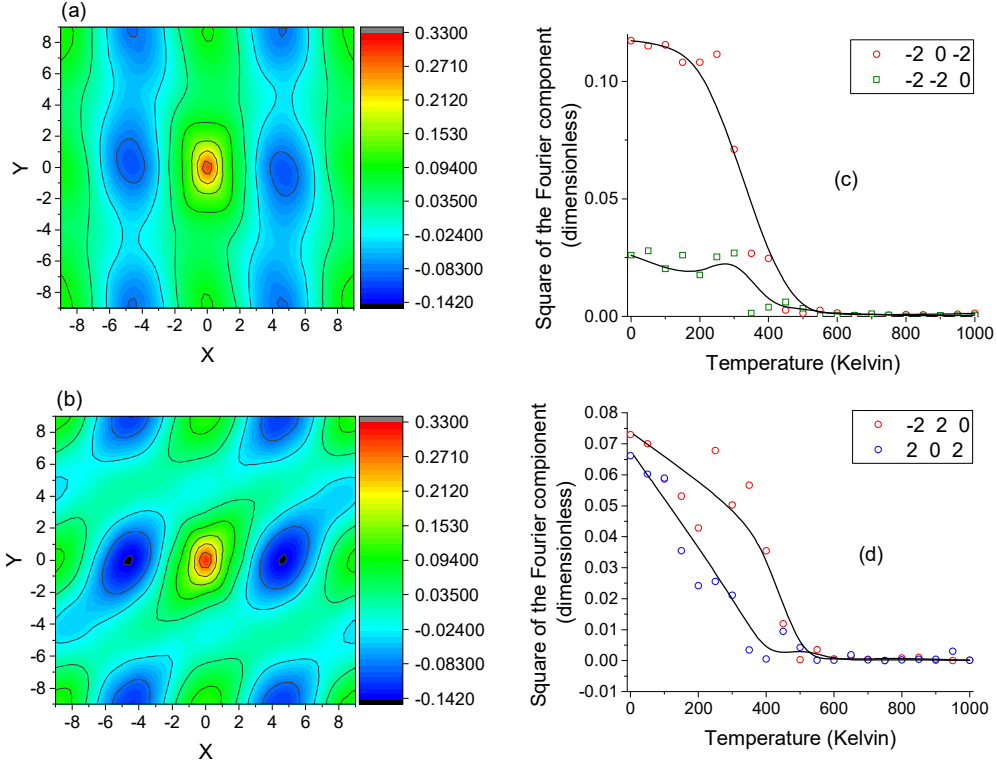 (a)
8
6
4
2
0
-2
-4
-6
-8
Y
-8 -6 -4 -2 0 2 4 6 8
X
0.3300
0.2710
0.2120
0.1530
0.09400
0.03500
-0.02400
-0.08300
-0.1420
(c)
-2 0 -2
-2 -2 0
0.10
0.05
0.00
Square of the Fourier component
(dimensionless)
0 200 400 600 800 1000
Temperature (Kelvin)
(b)
8
6
4
2
0
-2
-4
-6
-8
Y
-8 -6 -4 -2 0 2 4 6 8
X
0.3300
0.2710
0.2120
0.1530
0.09400
0.03500
-0.02400
-0.08300
-0.1420
(d)
-2 2 0
2 0 2
0.08
0.07
0.06
0.05
0.04
0.03
0.02
0.01
0.00
-0.01
Square of the Fourier compionent
(dimensionless)
0 200 400 600 800 1000
Temperature (Kelvin)